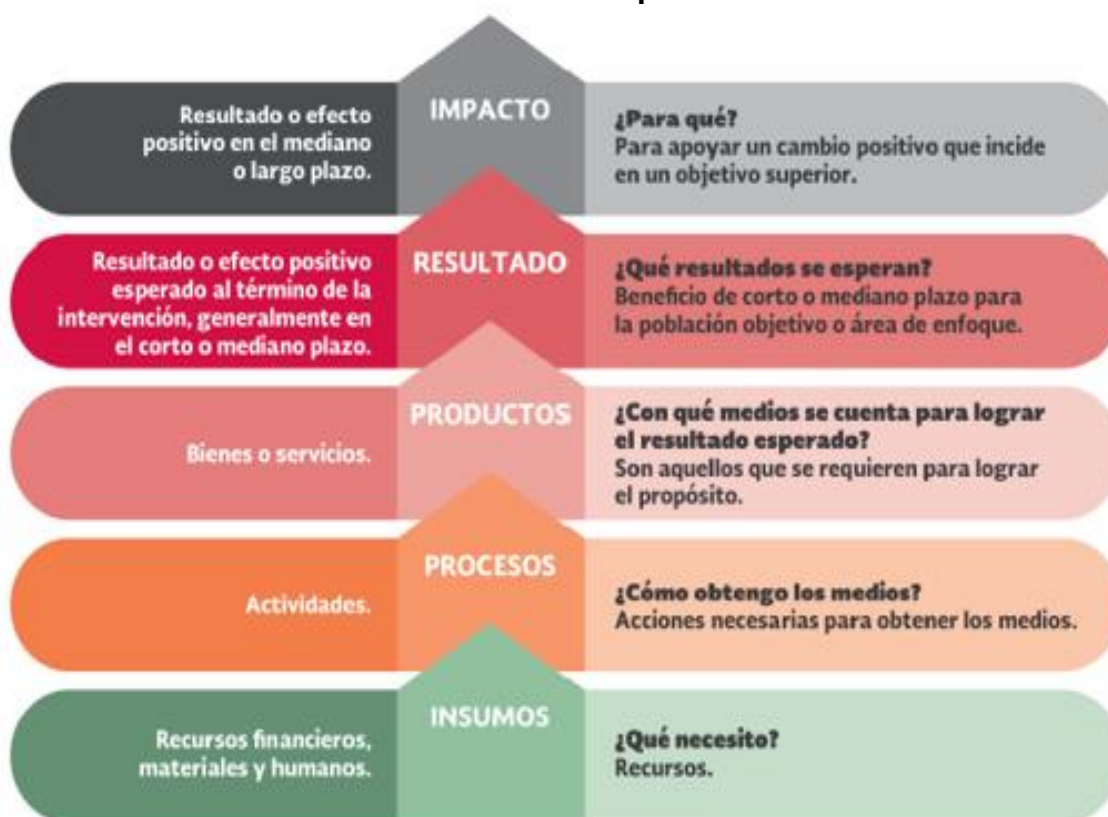 IMPACTO
Resultado o efecto
positivo en el mediano
o largo plazo.
¿Para qué?
Para apoyar un cambio positivo que incide
en un objetivo superior.
RESULTADO
Resultado o efecto positivo
esperado al término de la
intervención, generalmente en
el corto o mediano plazo.
¿Qué resultados se esperan?
Beneficio de corto o mediano plazo para
la población objetivo o área de enfoque.
PRODUCTOS
Bienes o servicios.
¿Con qué medios se cuenta para lograr
el resultado esperado?
Son aquellos que se requieren para lograr
el propósito.
PROCESOS
Actividades.
¿Cómo obtengo los medios?
Acciones necesarias para obtener los medios.
INSUMOS
Recursos financieros,
materiales y humanos.
¿Qué necesito?
Recursos.